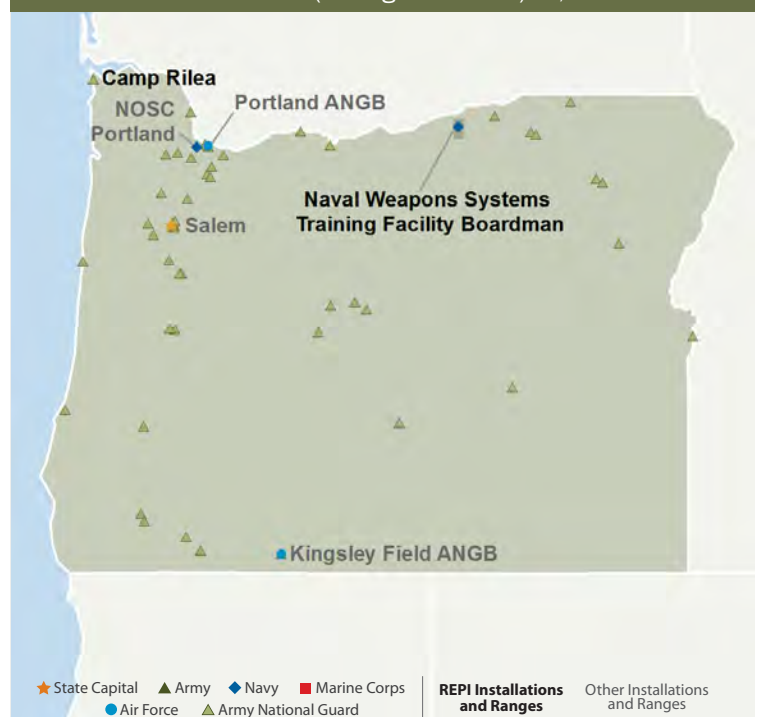 Camp Rilea
NOSC
Portland
Portland ANGB
Naval Weapons Systems
Training Facility Boardman
Salem
Kingsley Field ANGB
State Capital
Army
Navy
Marine Corps
Air Force
Army National Guard
REPI Installations
and Ranges
Other Installations
and Ranges